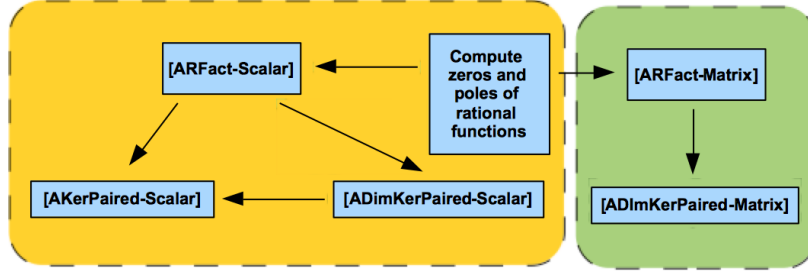 [ARFact-Scalar]
Compute
zeros and
poles of
rational
functions
[ARFact-Matrix]
[AKerPaired-Scalar]
[ADimKerPaired-Scalar]
[ADImKerPaired-Matrix]